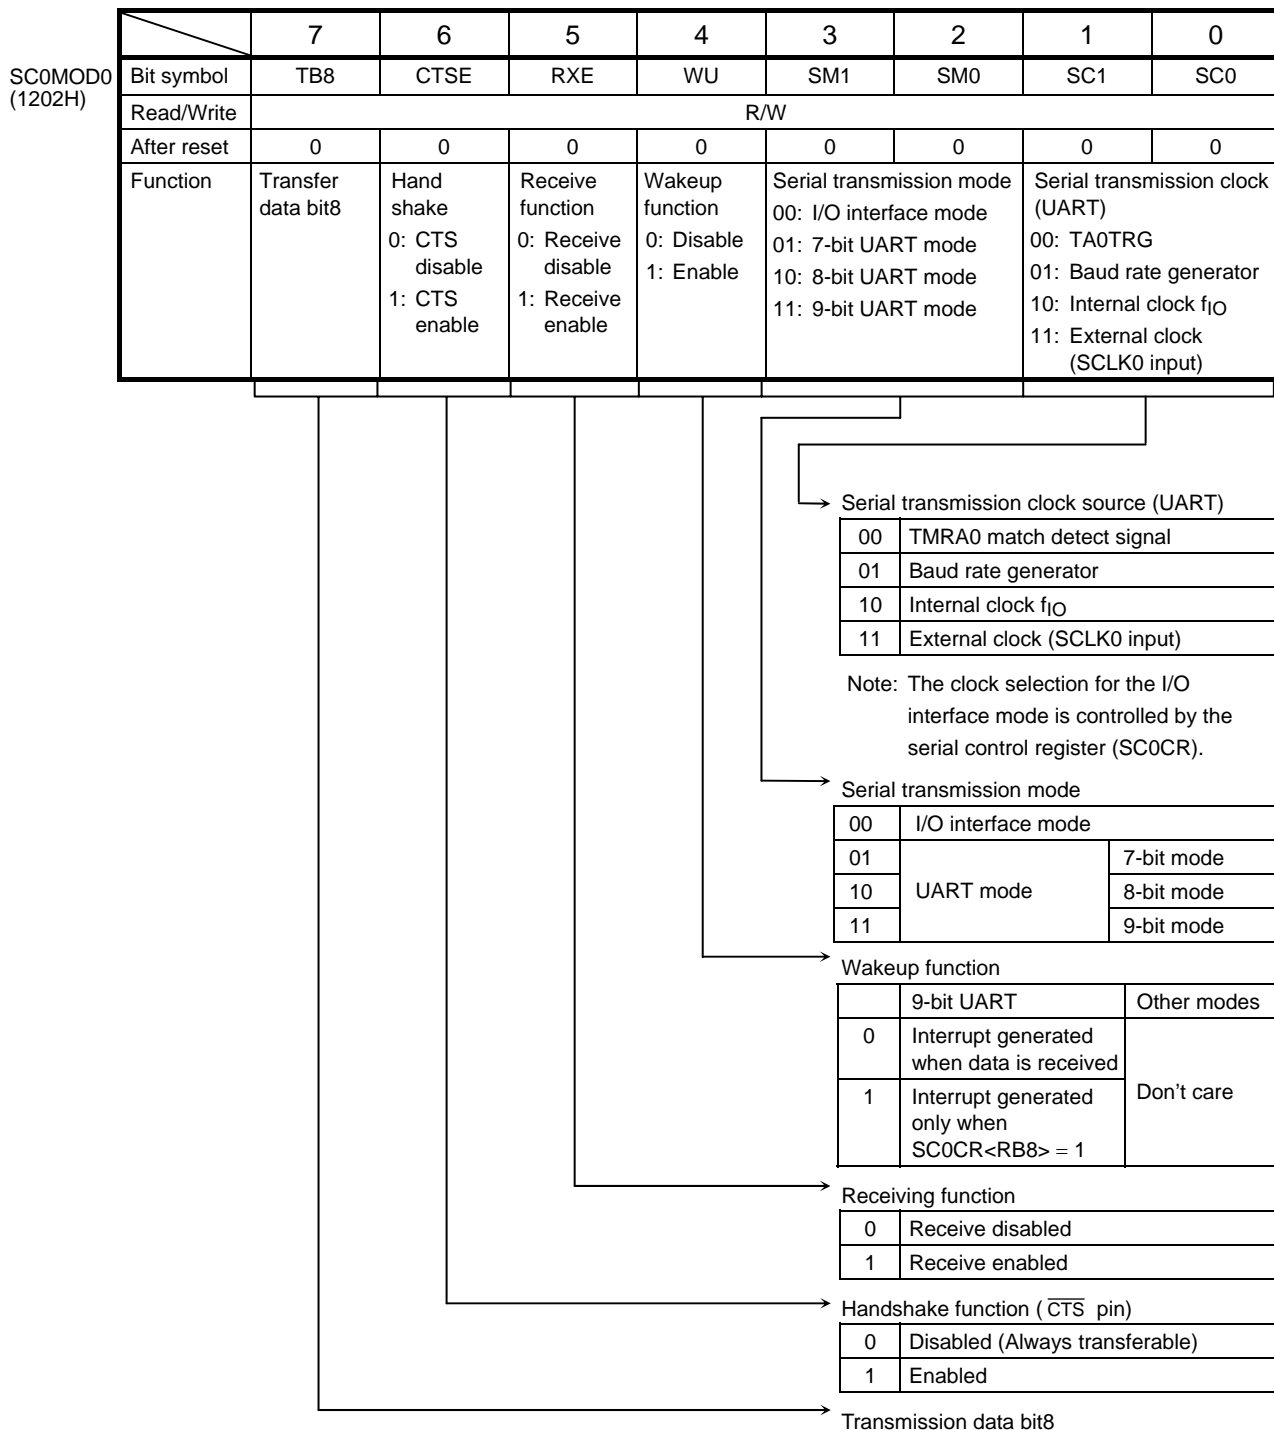 7 6 5 4 3 2 1 0
SC0MOD0 Bit symbol TB8 CTSE RXE WU SM1 SM0 SC1 SC0
(1202H)
Read/Write R/W
After reset 0 0 0 0 0 0 0 0
Function
Transfer
data bit8
Hand
shake
0: CTS
disable
1: CTS
enable
Receive
function
0: Receive
disable
1: Receive
enable
Wakeup
function
0: Disable
1: Enable
Serial transmission mode
00: I/O interface mode
01: 7-bit UART mode
10: 8-bit UART mode
11: 9-bit UART mode
Serial transmission clock
(UART)
00: TA0TRG
01: Baud rate generator
10: Internal clock fIO
11: External clock
(SCLK0 input)
Serial transmission clock source (UART)
00 TMRA0 match detect signal
01 Baud rate generator
10 Internal clock fIO
11 External clock (SCLK0 input)
Note: The clock selection for the I/O
interface mode is controlled by the
serial control register (SC0CR).
Serial transmission mode
00 I/O interface mode
01 7-bit mode
10 UART mode 8-bit mode
11 9-bit mode
Wakeup function
9-bit UART Other modes
0 Interrupt generated
when data is received
1 Interrupt generated
only when
SC0CR<RB8> = 1
Don't care
Receiving function
0 Receive disabled
1 Receive enabled
Handshake function ( C̅T̅S̅ pin)
0 Disabled (Always transferable)
1 Enabled
Transmission data bit8